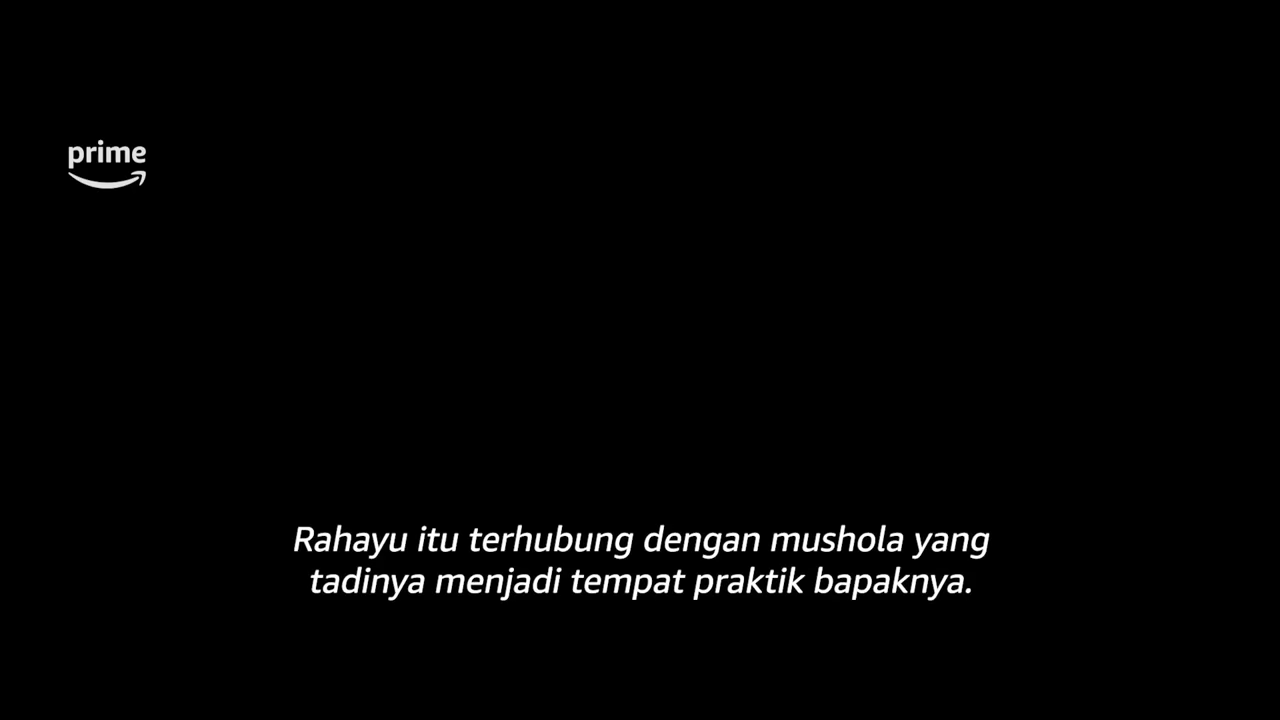 prime
Rahayu itu terhubung dengan mushola yang
tadinya menjadi tempat praktik bapaknya.